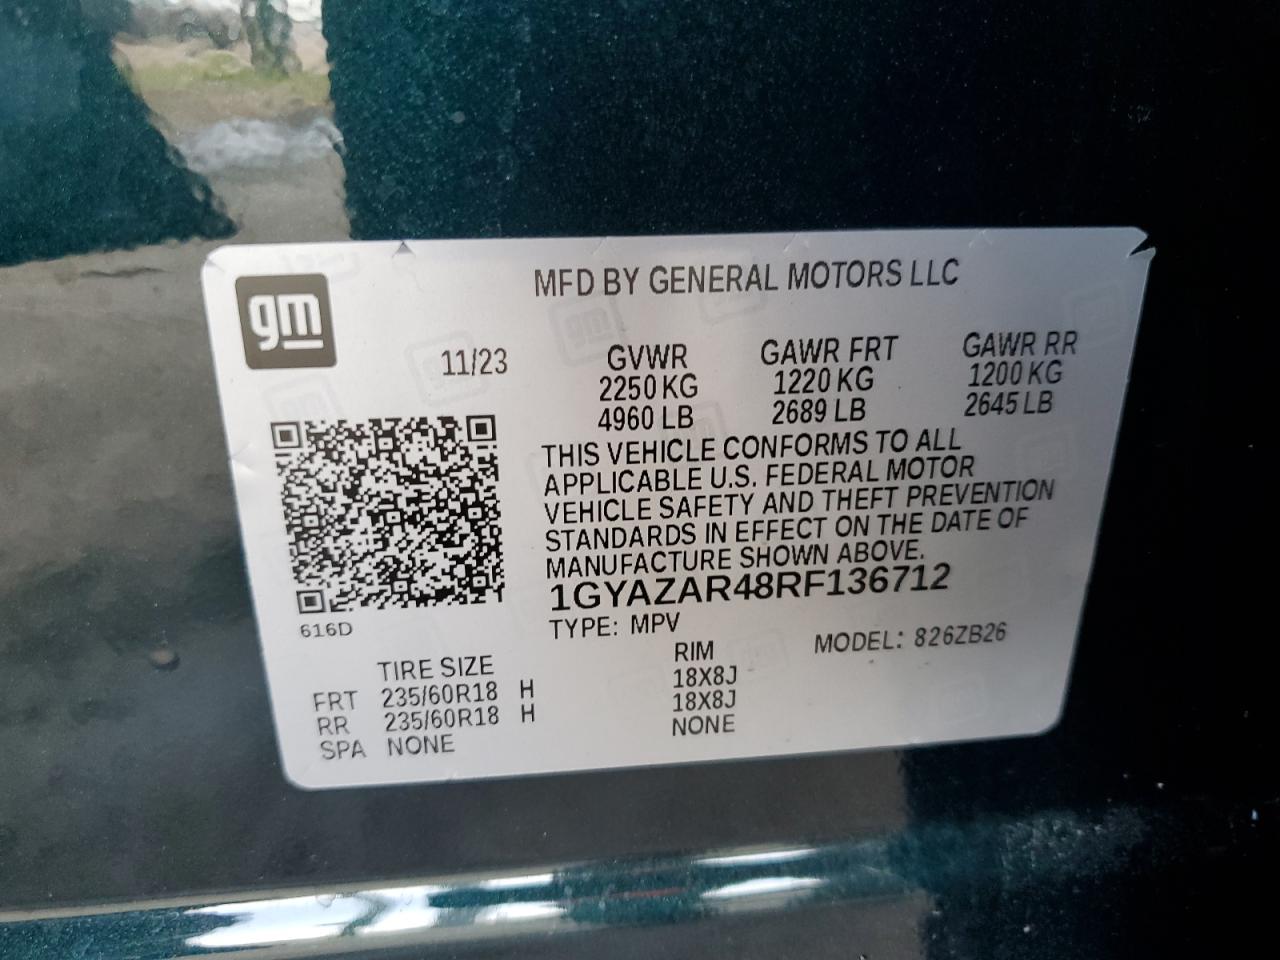 gm
MFD BY GENERAL MOTORS LLC
11/23
GVWR GAWR FRT GAWR RR
2250 KG 1220 KG 1200 KG
4960 LB 2689 LB 2645 LB
THIS VEHICLE CONFORMS TO ALL
APPLICABLE U.S. FEDERAL MOTOR
VEHICLE SAFETY AND THEFT PREVENTION
STANDARDS IN EFFECT ON THE DATE OF
MANUFACTURE SHOWN ABOVE.
1GYAZAR48RF136712
616D
TYPE: MPV MODEL: 826ZB26
TIRE SIZE RIM
FRT 235/60R18 H 18X8J
RR 235/60R18 H 18X8J
SPA NONE NONE